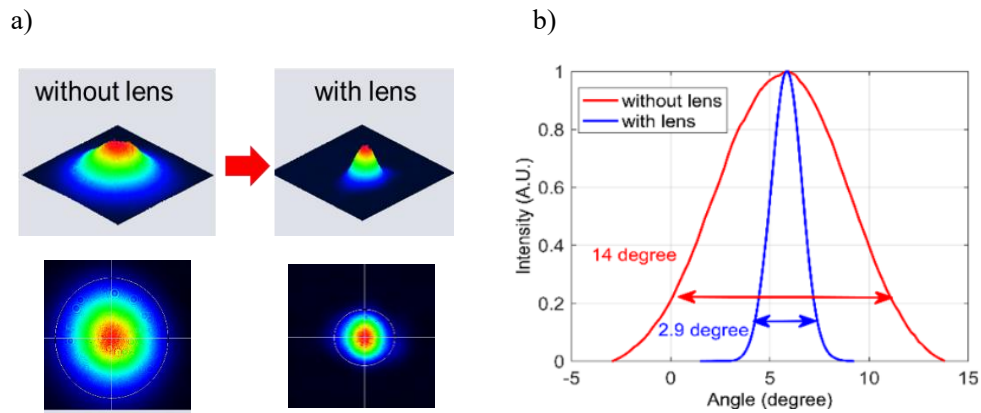 a)
without lens
with lens
b)
Intensity (A.U.)
1
0.8
0.6
0.4
0.2
0
without lens
with lens
14 degree
2.9 degree
-5
0
5
10
15
Angle (degree)